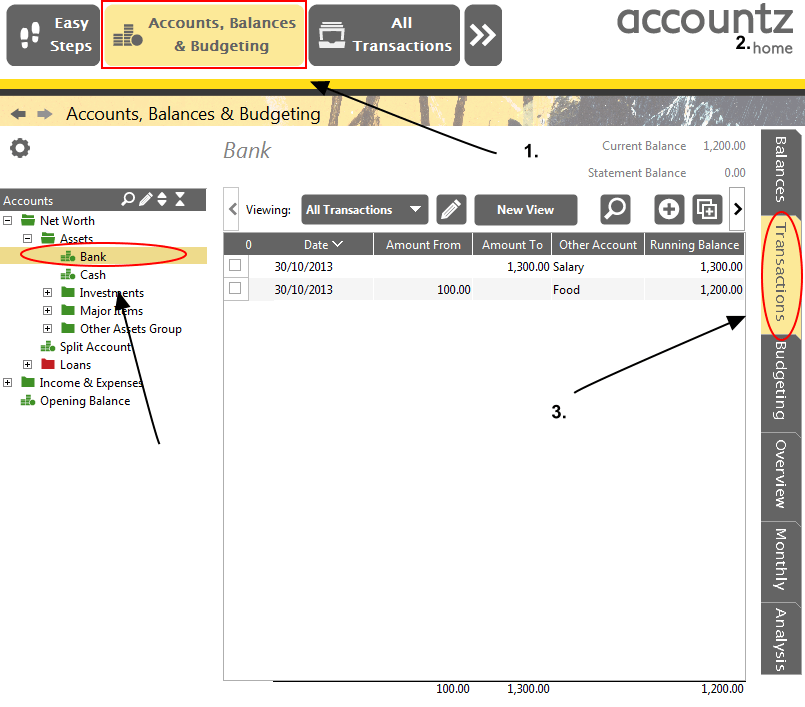 Easy
Steps
Accounts, Balances
& Budgeting
All
Transactions
accountz
2.
home
Accounts, Balances & Budgeting
1.
Bank
Current Balance 1,200.00
Statement Balance 0.00
Accounts
Viewing: All Transactions New View
0 Date Amount From Amount To Other Account Running Balance
30/10/2013 1,300.00 Salary 1,300.00
30/10/2013 100.00 Food 1,200.00
Net Worth
Assets
Bank
Cash
Investments
Major Items
Other Assets Group
Split Account
Loans
Income & Expenses
Opening Balance
3.
100.00 1,300.00 1,200.00
Balances
Transactions
Budgeting
Overview
Monthly
Analysis